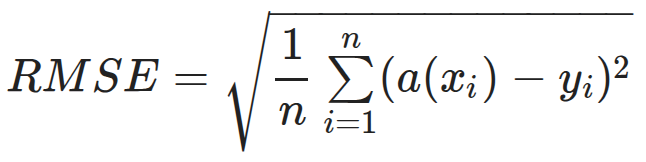 RMSE = √(1/n ∑_{i=1}^{n} (a(x_i) − y_i)²)